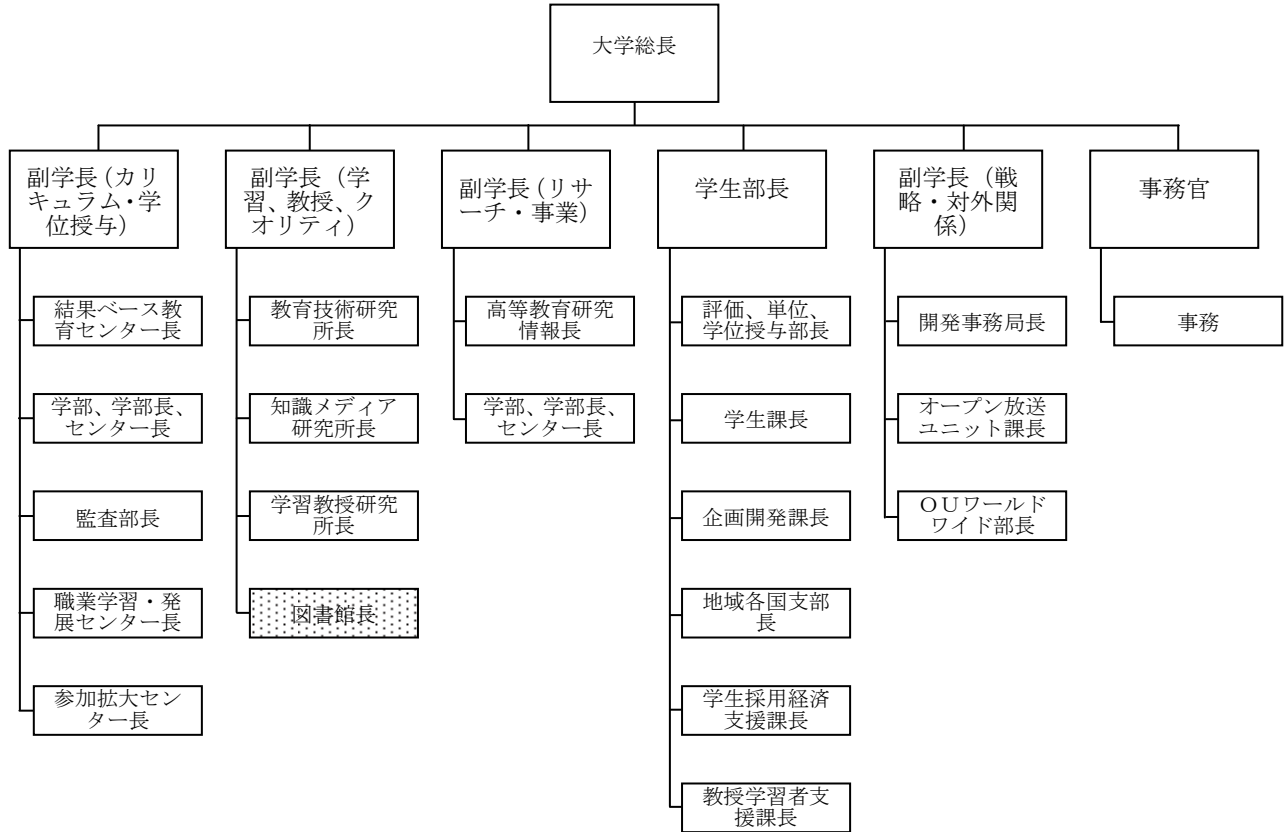 大学総長
副学長(カリ
キュラム・学
位授与)
副学長(学
習、教授、ク
オリティ)
副学長(リサ
ーチ・事業)
学生部長
副学長(戦
略・対外関
係)
事務官
結果ベース教
育センター長
学部、学部長、
センター長
監査部長
職業学習・発
展センター長
参加拡大セン
ター長
教育技術研究
所長
知識メディア
研究所長
学習教授研究
所長
図書館長
高等教育研究
情報長
学部、学部長、
センター長
評価、単位、
学位授与部長
学生課長
企画開発課長
地域各国支部
長
学生採用経済
支援課長
教授学習者支
援課長
開発事務局長
オープン放送
ユニット課長
OUワールド
ワイド部長
事務